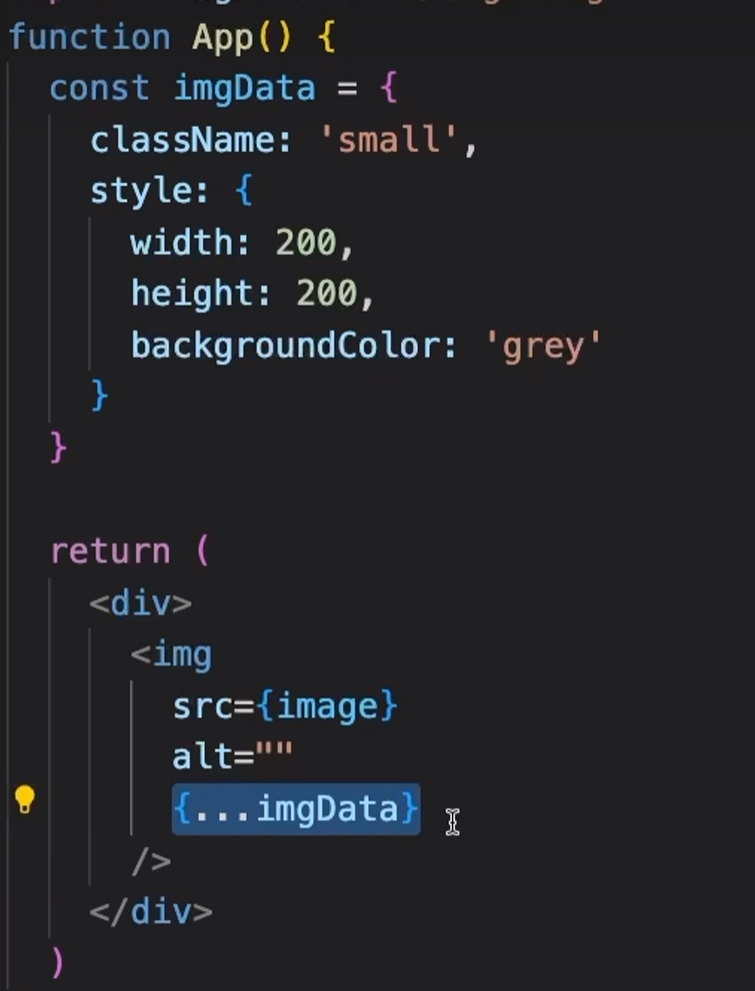 function App() {
  const imgData = {
    className: 'small',
    style: {
      width: 200,
      height: 200,
      backgroundColor: 'grey'
    }
  }

  return (
    <div>
      <img
        src={image}
        alt=""
        {...imgData}
      />
    </div>
  )